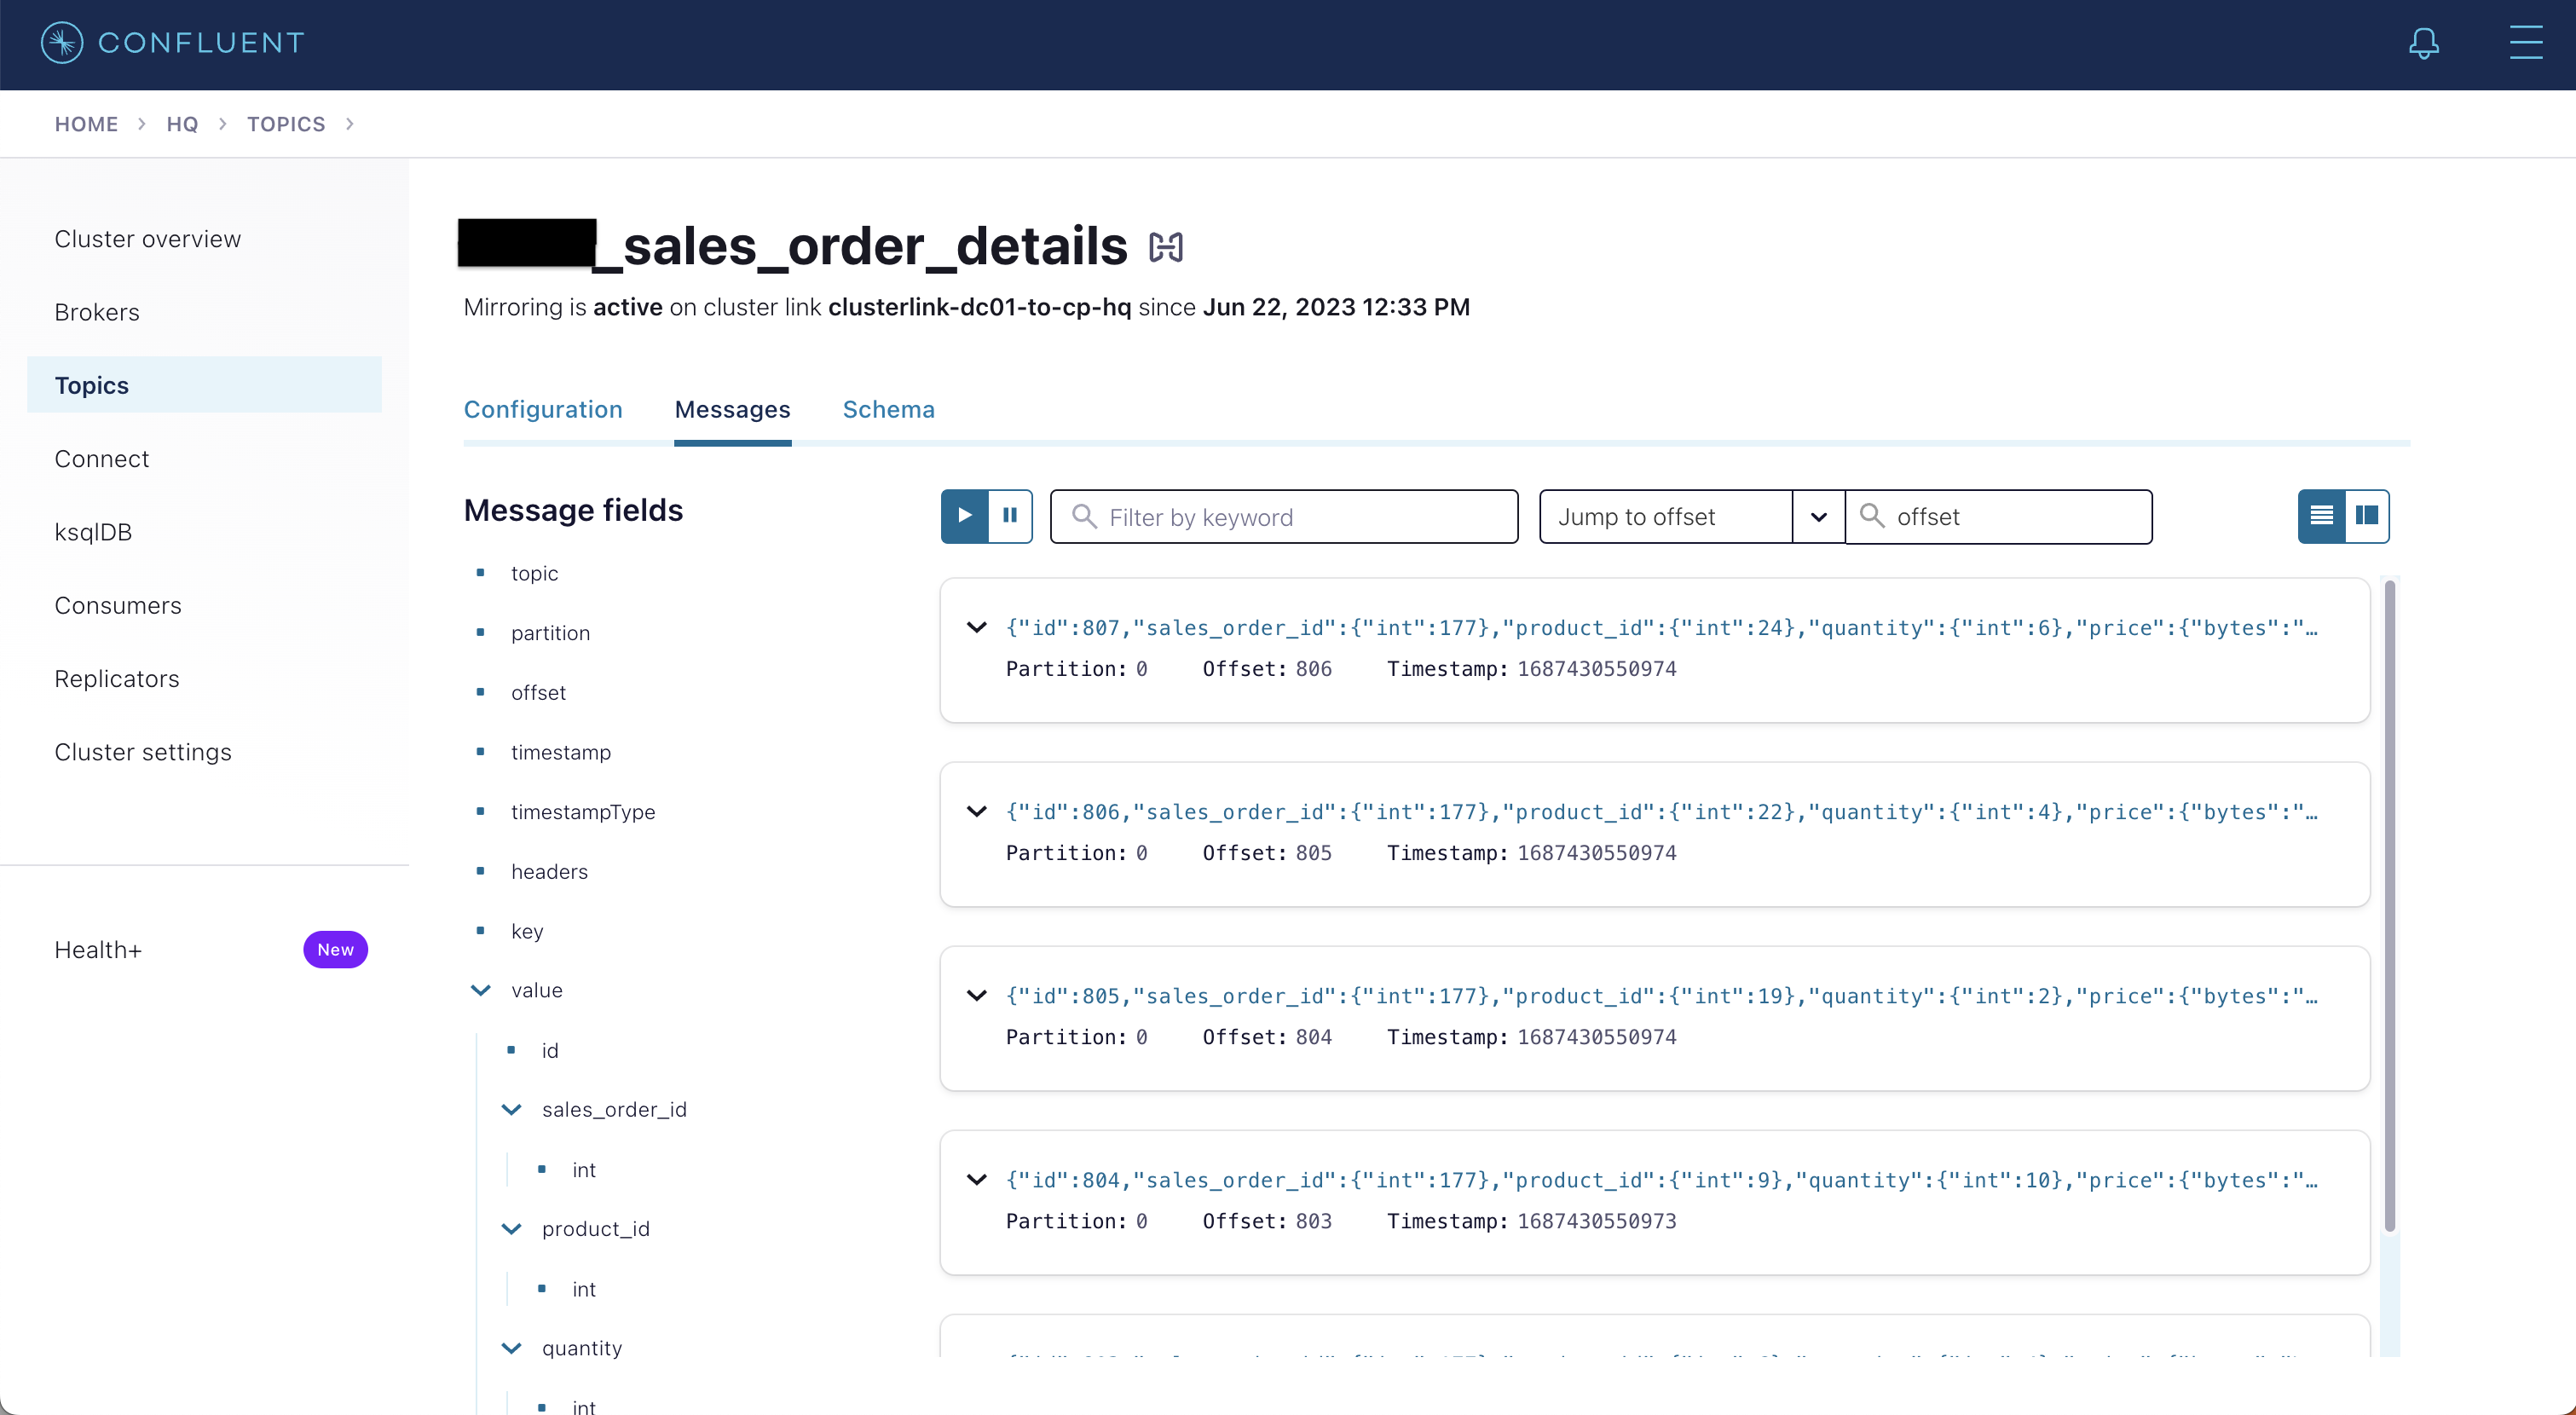 CONFLUENT
HOME > HQ > TOPICS >
Cluster overview
Brokers
Topics
Connect
ksqlDB
Consumers
Replicators
Cluster settings
Health+ New
_sales_order_details
Mirroring is active on cluster link clusterlink-dc01-to-cp-hq since Jun 22, 2023 12:33 PM
Configuration Messages Schema
Message fields
topic
partition
offset
timestamp
timestampType
headers
key
value
id
sales_order_id
int
product_id
int
quantity
int
Filter by keyword Jump to offset offset
{"id":807,"sales_order_id":{"int":177},"product_id":{"int":24},"quantity":{"int":6},"price":{"bytes":"…
Partition: 0 Offset: 806 Timestamp: 1687430550974
{"id":806,"sales_order_id":{"int":177},"product_id":{"int":22},"quantity":{"int":4},"price":{"bytes":"…
Partition: 0 Offset: 805 Timestamp: 1687430550974
{"id":805,"sales_order_id":{"int":177},"product_id":{"int":19},"quantity":{"int":2},"price":{"bytes":"…
Partition: 0 Offset: 804 Timestamp: 1687430550974
{"id":804,"sales_order_id":{"int":177},"product_id":{"int":9},"quantity":{"int":10},"price":{"bytes":"…
Partition: 0 Offset: 803 Timestamp: 1687430550973